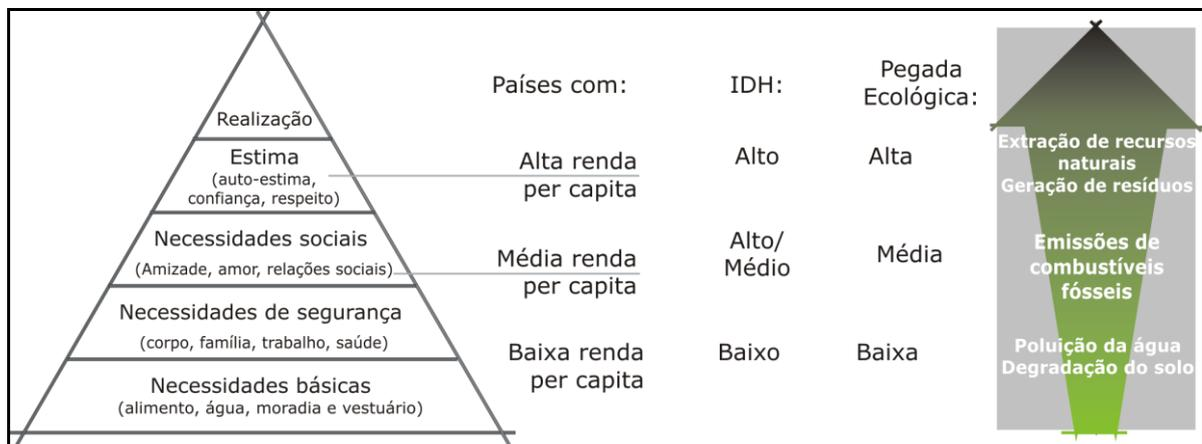 Realização
Estima
(auto-estima,
confiança, respeito)
Necessidades sociais
(Amizade, amor, relações sociais)
Necessidades de segurança
(corpo, família, trabalho, saúde)
Necessidades básicas
(alimento, água, moradia e vestuário)
Países com:
Alta renda
per capita
Média renda
per capita
Baixa renda
per capita
IDH:
Alto
Alto/
Médio
Baixo
Pegada
Ecológica:
Alta
Média
Baixa
Extração de recursos
naturais
Geração de resíduos
Emissões de
combustíveis
fósseis
Poluição da água
Degradação do solo